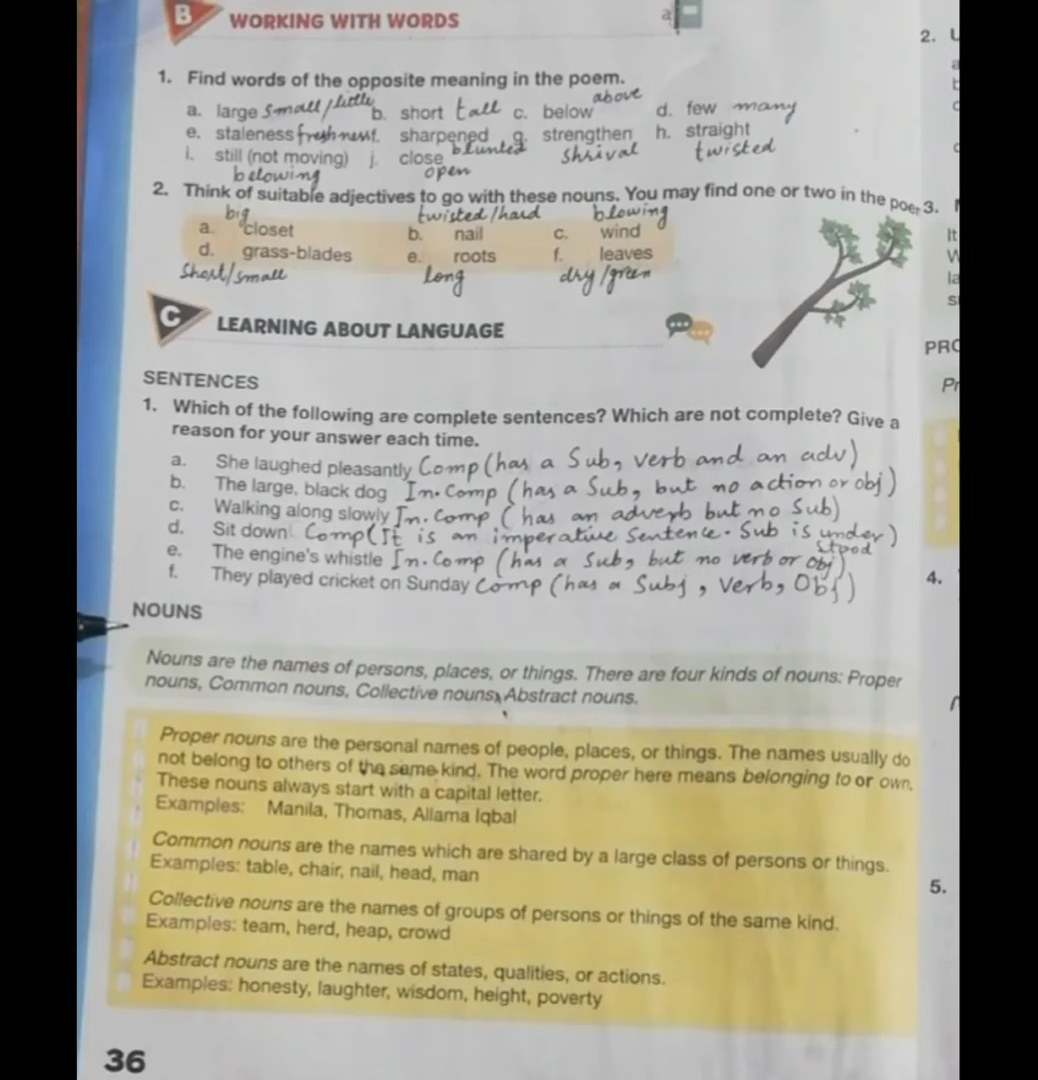 B WORKING WITH WORDS
1. Find words of the opposite meaning in the poem.
a. large small/little b. short tall c. below above d. few many
e. staleness freshness f. sharpened blunted g. strengthen shrival h. straight twisted
i. still (not moving) belowing j. close open
2. Think of suitable adjectives to go with these nouns. You may find one or two in the poe
big twisted/hard blowing
a. closet b. nail c. wind
d. grass-blades e. roots f. leaves
Short/small long dry/green
C LEARNING ABOUT LANGUAGE
SENTENCES
1. Which of the following are complete sentences? Which are not complete? Give a
reason for your answer each time.
a. She laughed pleasantly Comp (has a Sub, verb and an adv)
b. The large, black dog In.Comp (has a Sub, but no action or obj)
c. Walking along slowly In.Comp (has an adverb but no Sub)
d. Sit down Comp (It is an imperative Sentence. Sub is understood)
e. The engine's whistle In.Comp (has a Sub, but no verb or obj)
f. They played cricket on Sunday Comp (has a Subj, Verb, Obj)
NOUNS
Nouns are the names of persons, places, or things. There are four kinds of nouns: Proper
nouns, Common nouns, Collective nouns, Abstract nouns.
Proper nouns are the personal names of people, places, or things. The names usually do
not belong to others of the same kind. The word proper here means belonging to or own.
These nouns always start with a capital letter.
Examples: Manila, Thomas, Allama Iqbal
Common nouns are the names which are shared by a large class of persons or things.
Examples: table, chair, nail, head, man
Collective nouns are the names of groups of persons or things of the same kind.
Examples: team, herd, heap, crowd
Abstract nouns are the names of states, qualities, or actions.
Examples: honesty, laughter, wisdom, height, poverty
36
2.
3.
It
PRO
4.
5.